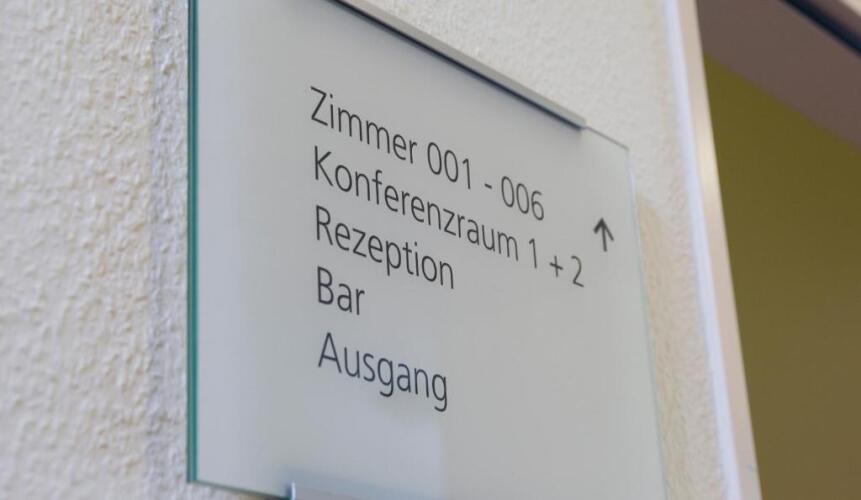 Zimmer 001 - 006
Konferenzraum 1 + 2 ↑
Rezeption
Bar
Ausgang